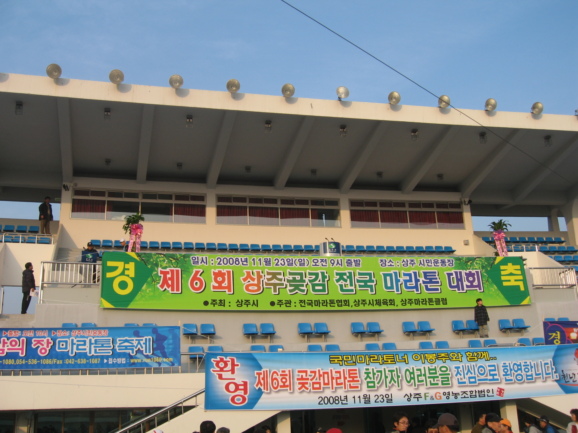 일시 : 2008년 11월 23일(일) 오전 9시 출발 장소 : 상주 시민운동장
경 제 6 회 상주곶감 전국 마라톤 대회 축
● 주최 : 상주시 ● 주관 : 전국마라톤협회, 상주시체육회, 상주마라톤클럽
의 장 마라톤 축제
국민마라토너 이봉주와 함께...
환영 제6회 곶감마라톤 참가자 여러분을 진심으로 환영합니다.
2008년 11월 23일 상주 F&G영농조합법인